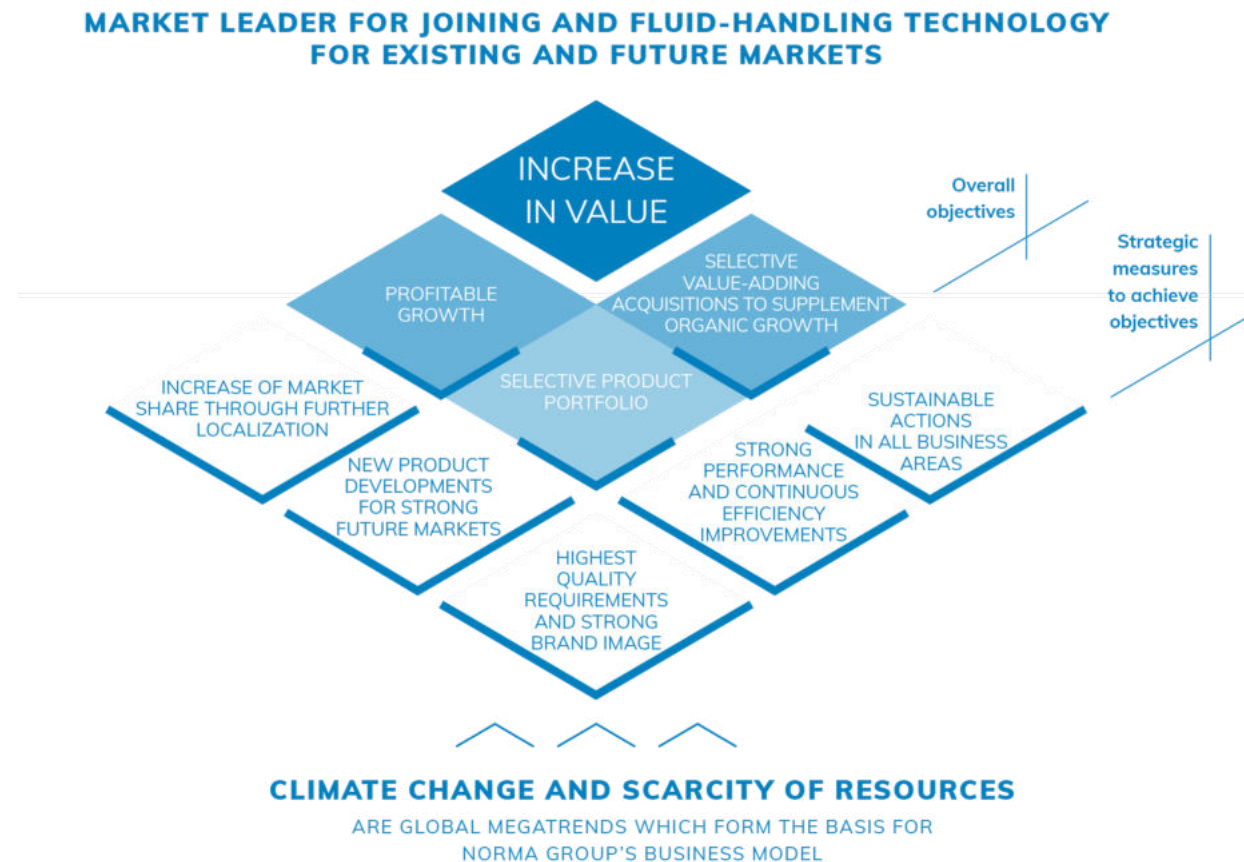 MARKET LEADER FOR JOINING AND FLUID-HANDLING TECHNOLOGY
FOR EXISTING AND FUTURE MARKETS
INCREASE
IN VALUE
Overall
objectives
Strategic
measures
to achieve
objectives
PROFITABLE
GROWTH
SELECTIVE
VALUE-ADDING
ACQUISITIONS TO SUPPLEMENT
ORGANIC GROWTH
SELECTIVE PRODUCT
PORTFOLIO
INCREASE OF MARKET
SHARE THROUGH FURTHER
LOCALIZATION
NEW PRODUCT
DEVELOPMENTS
FOR STRONG
FUTURE MARKETS
HIGHEST
QUALITY
REQUIREMENTS
AND STRONG
BRAND IMAGE
STRONG
PERFORMANCE
AND CONTINUOUS
EFFICIENCY
IMPROVEMENTS
SUSTAINABLE
ACTIONS
IN ALL BUSINESS
AREAS
CLIMATE CHANGE AND SCARCITY OF RESOURCES
ARE GLOBAL MEGATRENDS WHICH FORM THE BASIS FOR
NORMA GROUP'S BUSINESS MODEL